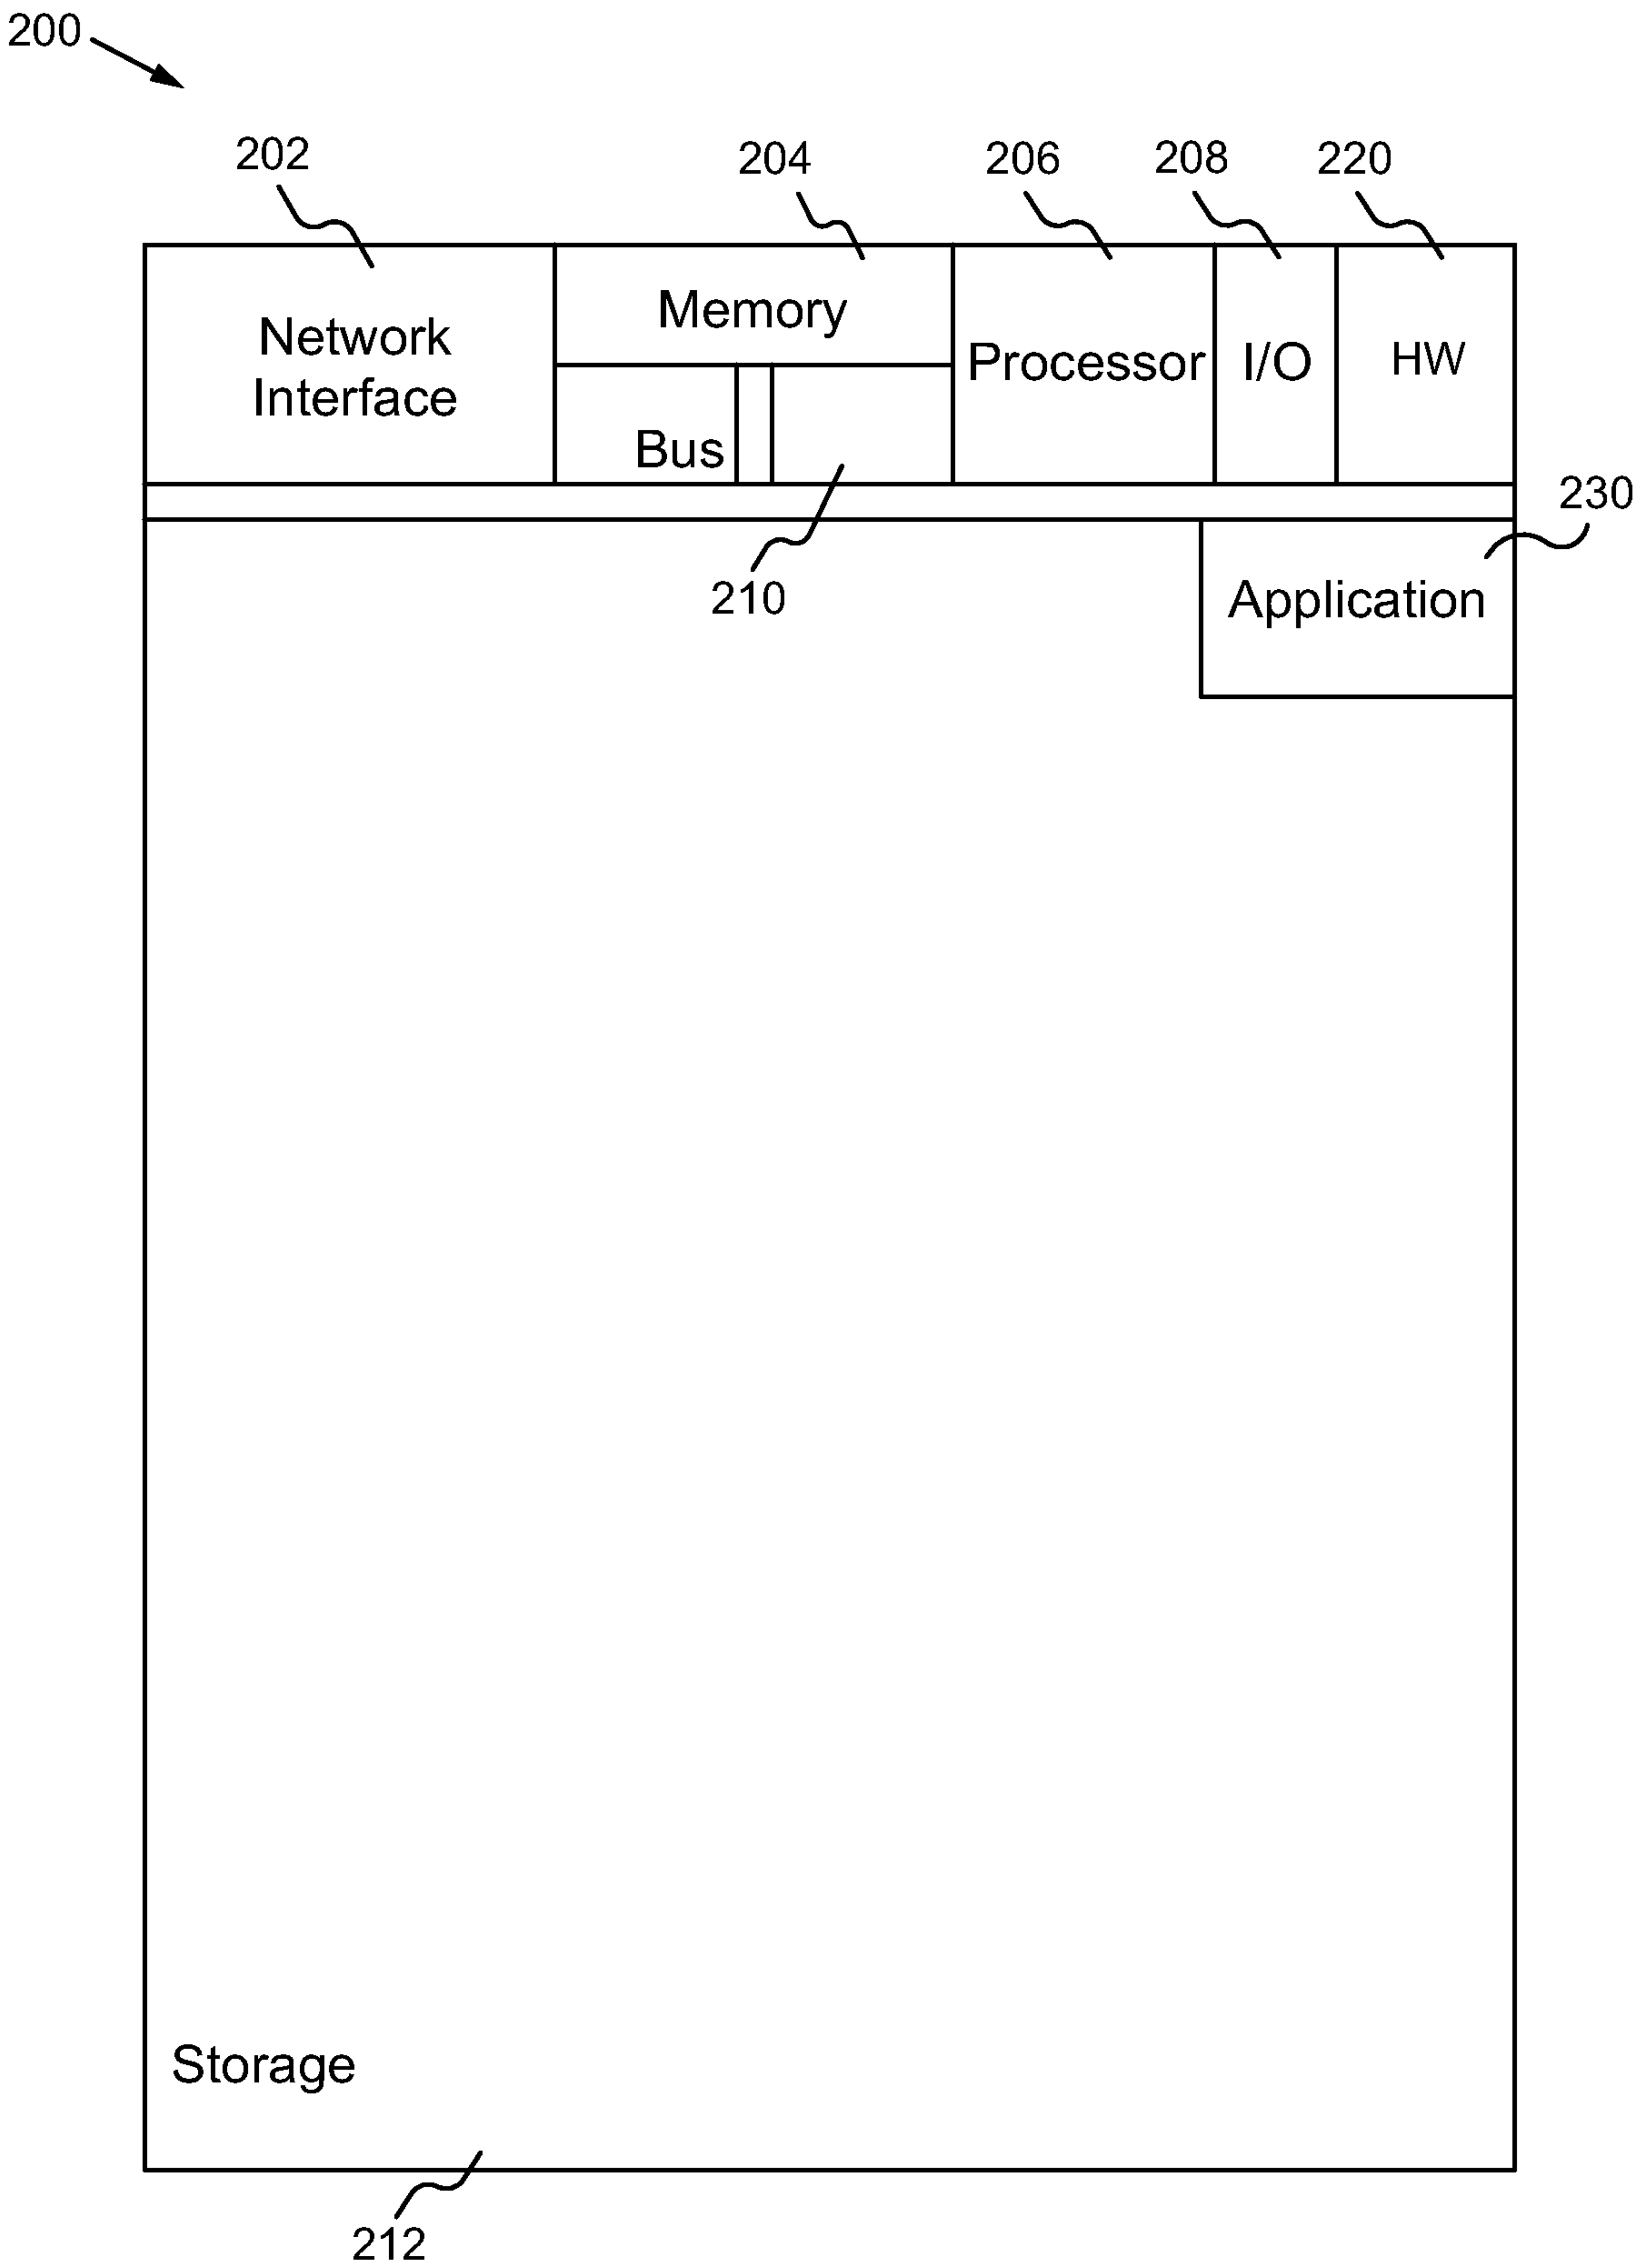 200
202
204
206
208
220
Network
Interface
Memory
Processor
I/O
HW
Bus
230
210
Application
Storage
212